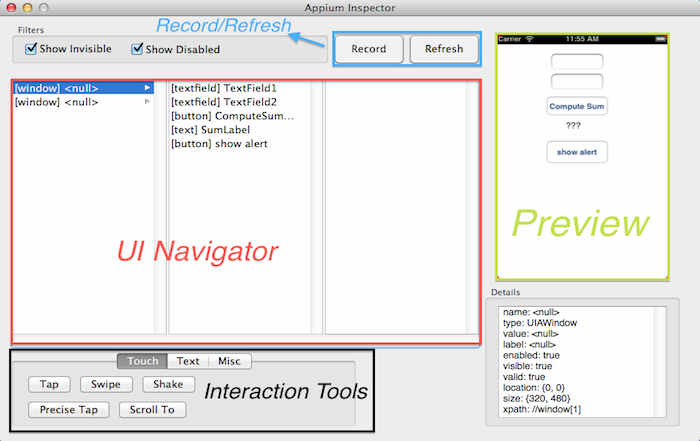 Appium Inspector
Record/Refresh
Filters
Show Invisible
Show Disabled
Record
Refresh
[window] <null>
[window] <null>
[textfield] TextField1
[textfield] TextField2
[button] ComputeSum...
[text] SumLabel
[button] show alert
UI Navigator
Carrier
11:55 AM
Compute Sum
???
show alert
Preview
Details
name: <null>
type: UIAWindow
value: <null>
label: <null>
enabled: true
visible: true
valid: true
location: {0, 0}
size: {320, 480}
xpath: //window[1]
Touch
Text
Misc
Tap
Swipe
Shake
Precise Tap
Scroll To
Interaction Tools